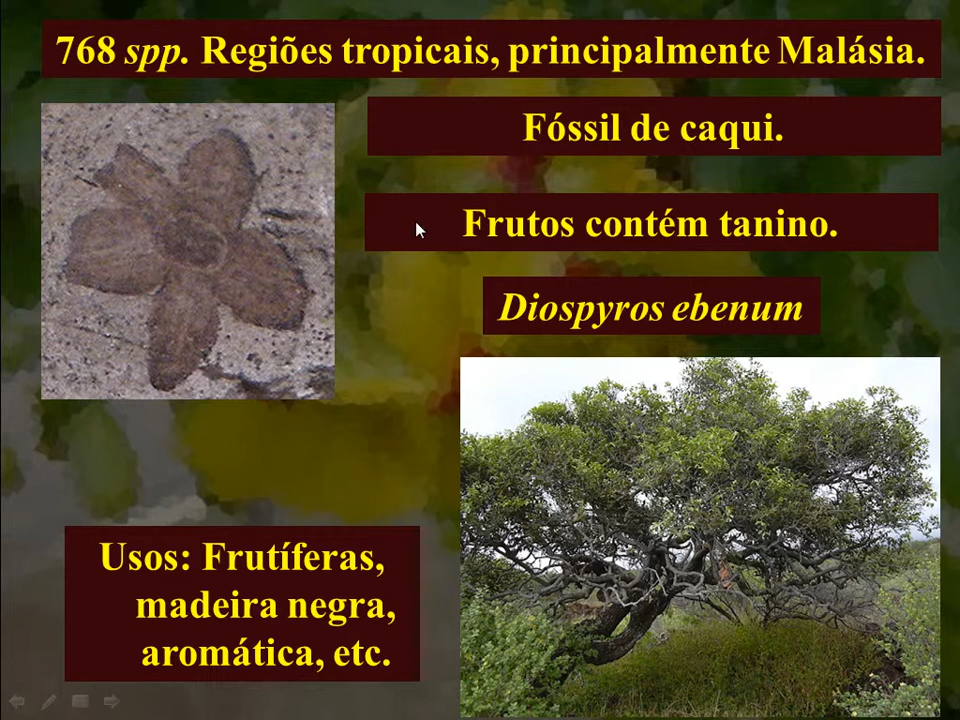 768 spp. Regiões tropicais, principalmente Malásia.
Fóssil de caqui.
Frutos contém tanino.
Diospyros ebenum
Usos: Frutíferas,
madeira negra,
aromática, etc.